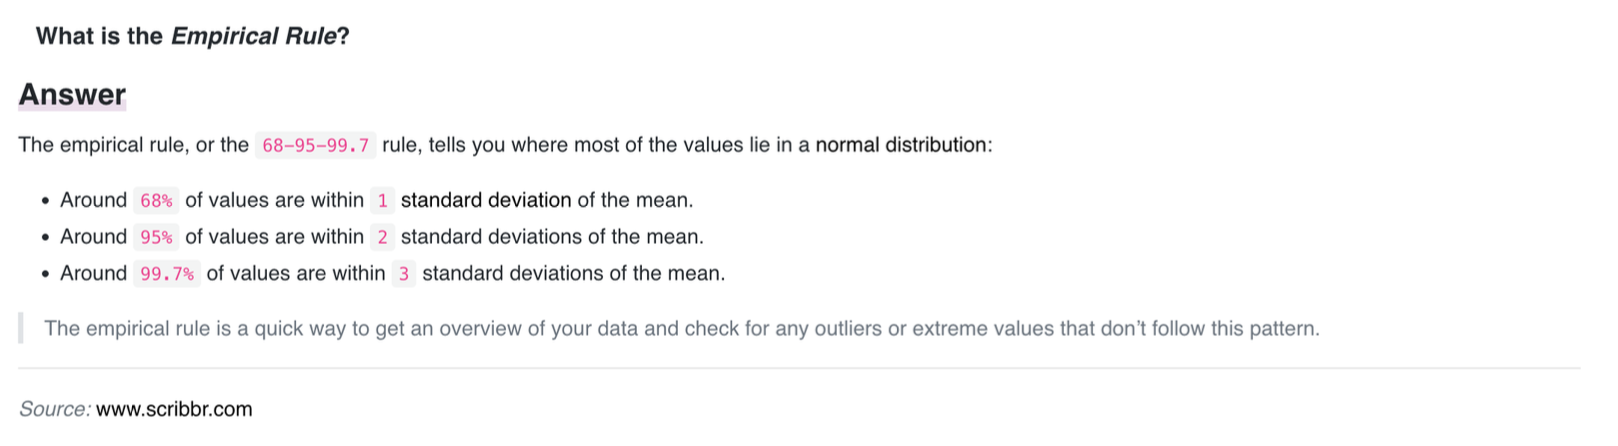 What is the Empirical Rule?
Answer
The empirical rule, or the 68–95–99.7 rule, tells you where most of the values lie in a normal distribution:
• Around 68% of values are within 1 standard deviation of the mean.
• Around 95% of values are within 2 standard deviations of the mean.
• Around 99.7% of values are within 3 standard deviations of the mean.
The empirical rule is a quick way to get an overview of your data and check for any outliers or extreme values that don’t follow this pattern.
Source: www.scribbr.com